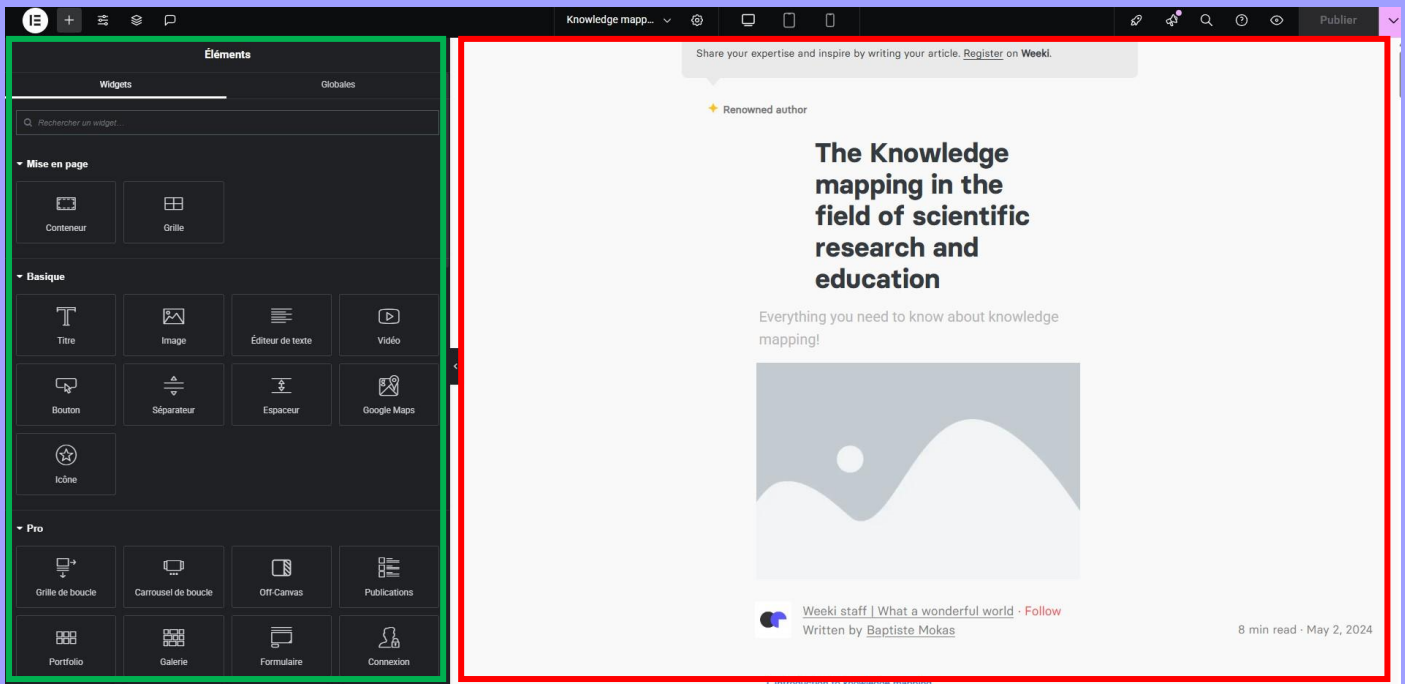 Knowledge mapp...
Publier
Éléments
Widgets
Globales
Rechercher un widget...
Mise en page
Conteneur
Grille
Basique
Titre
Image
Éditeur de texte
Vidéo
Bouton
Séparateur
Espaceur
Google Maps
Icône
Pro
Grille de boucle
Carrousel de boucle
Off-Canvas
Publications
Portfolio
Galerie
Formulaire
Connexion
Share your expertise and inspire by writing your article. Register on Weeki.
Renowned author
The Knowledge
mapping in the
field of scientific
research and
education
Everything you need to know about knowledge
mapping!
Weeki staff | What a wonderful world · Follow
Written by Baptiste Mokas
8 min read · May 2, 2024